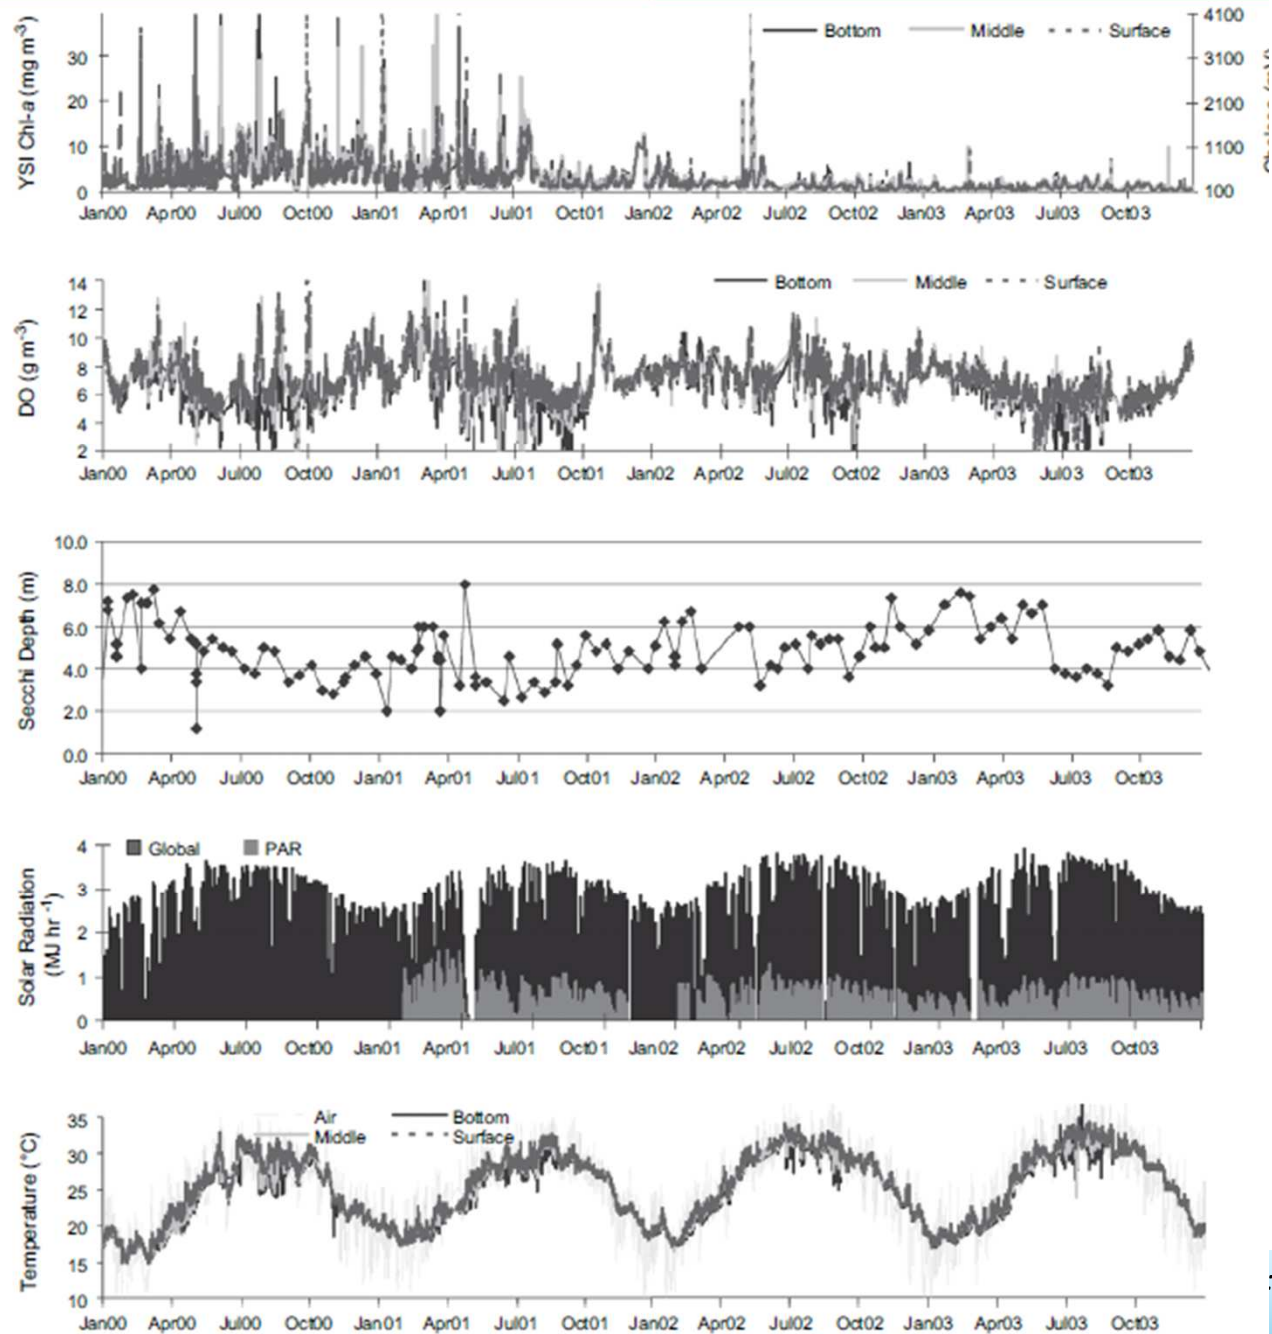 YSI Chl-a (mg m-3)
Bottom Middle Surface
30
20
10
0
4100
3100
2100
1100
100
Jan00 Apr00 Jul00 Oct00 Jan01 Apr01 Jul01 Oct01 Jan02 Apr02 Jul02 Oct02 Jan03 Apr03 Jul03 Oct03
DO (g m-3)
Bottom Middle Surface
14
12
10
8
6
4
2
Jan00 Apr00 Jul00 Oct00 Jan01 Apr01 Jul01 Oct01 Jan02 Apr02 Jul02 Oct02 Jan03 Apr03 Jul03 Oct03
Secchi Depth (m)
10.0
8.0
6.0
4.0
2.0
0.0
Jan00 Apr00 Jul00 Oct00 Jan01 Apr01 Jul01 Oct01 Jan02 Apr02 Jul02 Oct02 Jan03 Apr03 Jul03 Oct03
Solar Radiation
(MJ hr -1)
Global PAR
4
3
2
1
0
Jan00 Apr00 Jul00 Oct00 Jan01 Apr01 Jul01 Oct01 Jan02 Apr02 Jul02 Oct02 Jan03 Apr03 Jul03 Oct03
Temperature (°C)
Air Bottom
Middle Surface
35
30
25
20
15
10
Jan00 Apr00 Jul00 Oct00 Jan01 Apr01 Jul01 Oct01 Jan02 Apr02 Jul02 Oct02 Jan03 Apr03 Jul03 Oct03